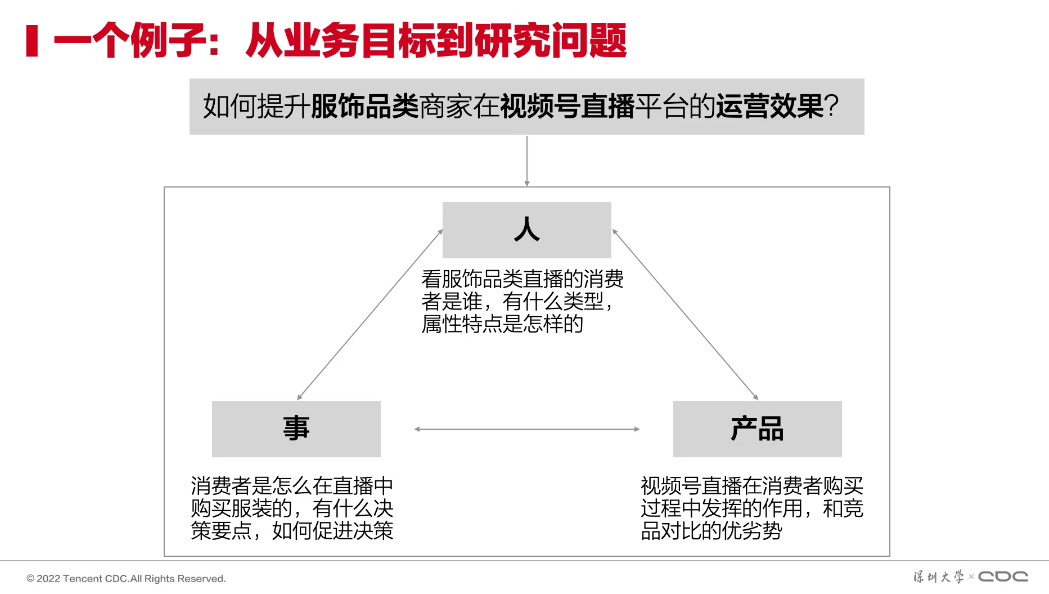 一个例子：从业务目标到研究问题
如何提升服饰品类商家在视频号直播平台的运营效果？
人
看服饰品类直播的消费
者是谁，有什么类型，
属性特点是怎样的
事
消费者是怎么在直播中
购买服装的，有什么决
策要点，如何促进决策
产品
视频号直播在消费者购买
过程中发挥的作用，和竞
品对比的优劣势
© 2022 Tencent CDC.All Rights Reserved.
深圳大学 × CDC